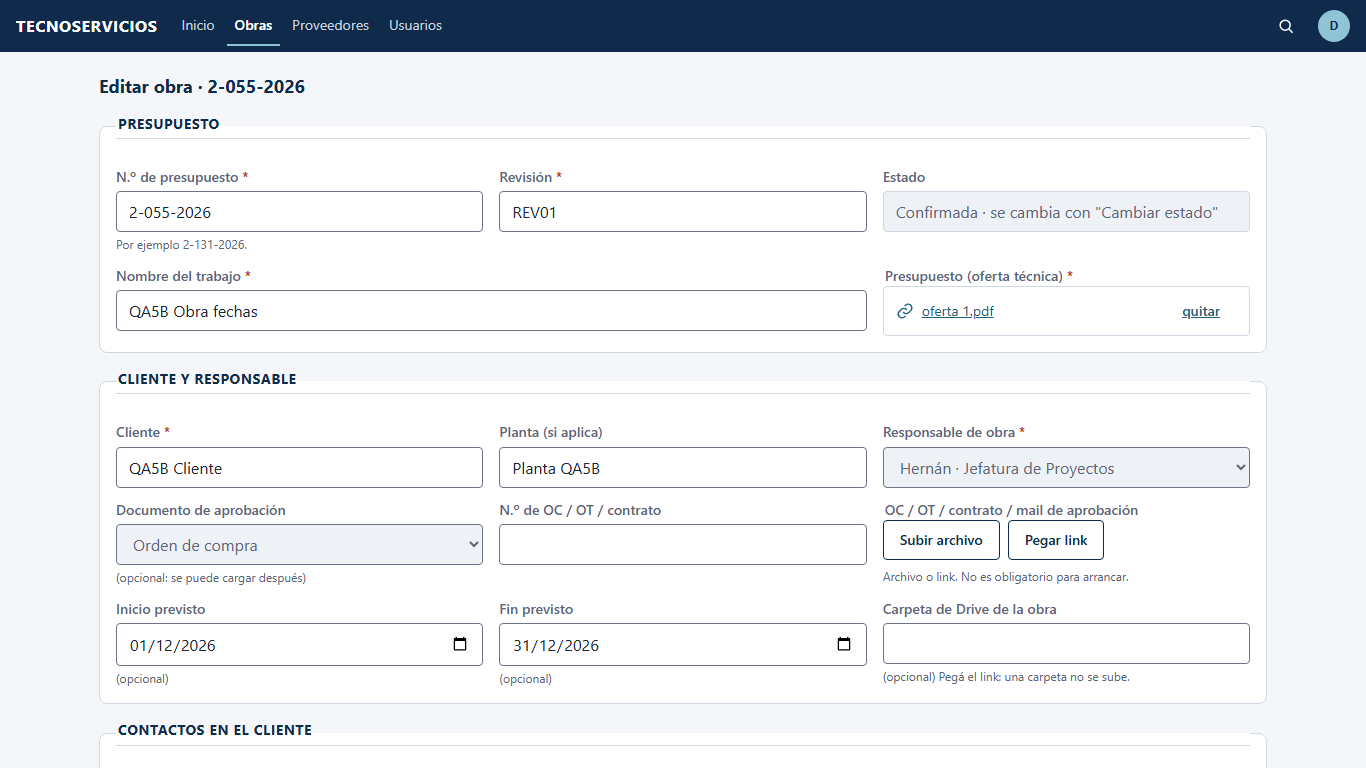 TECNOSERVICIOS Inicio Obras Proveedores Usuarios D
Editar obra · 2-055-2026
PRESUPUESTO
N.º de presupuesto * Revisión * Estado
2-055-2026 REV01 Confirmada · se cambia con "Cambiar estado"
Por ejemplo 2-131-2026.
Nombre del trabajo * Presupuesto (oferta técnica) *
QA5B Obra fechas oferta 1.pdf quitar
CLIENTE Y RESPONSABLE
Cliente * Planta (si aplica) Responsable de obra *
QA5B Cliente Planta QA5B Hernán · Jefatura de Proyectos
Documento de aprobación N.º de OC / OT / contrato OC / OT / contrato / mail de aprobación
Orden de compra Subir archivo Pegar link
(opcional: se puede cargar después) Archivo o link. No es obligatorio para arrancar.
Inicio previsto Fin previsto Carpeta de Drive de la obra
01/12/2026 31/12/2026
(opcional) (opcional) (opcional) Pegá el link: una carpeta no se sube.
CONTACTOS EN EL CLIENTE